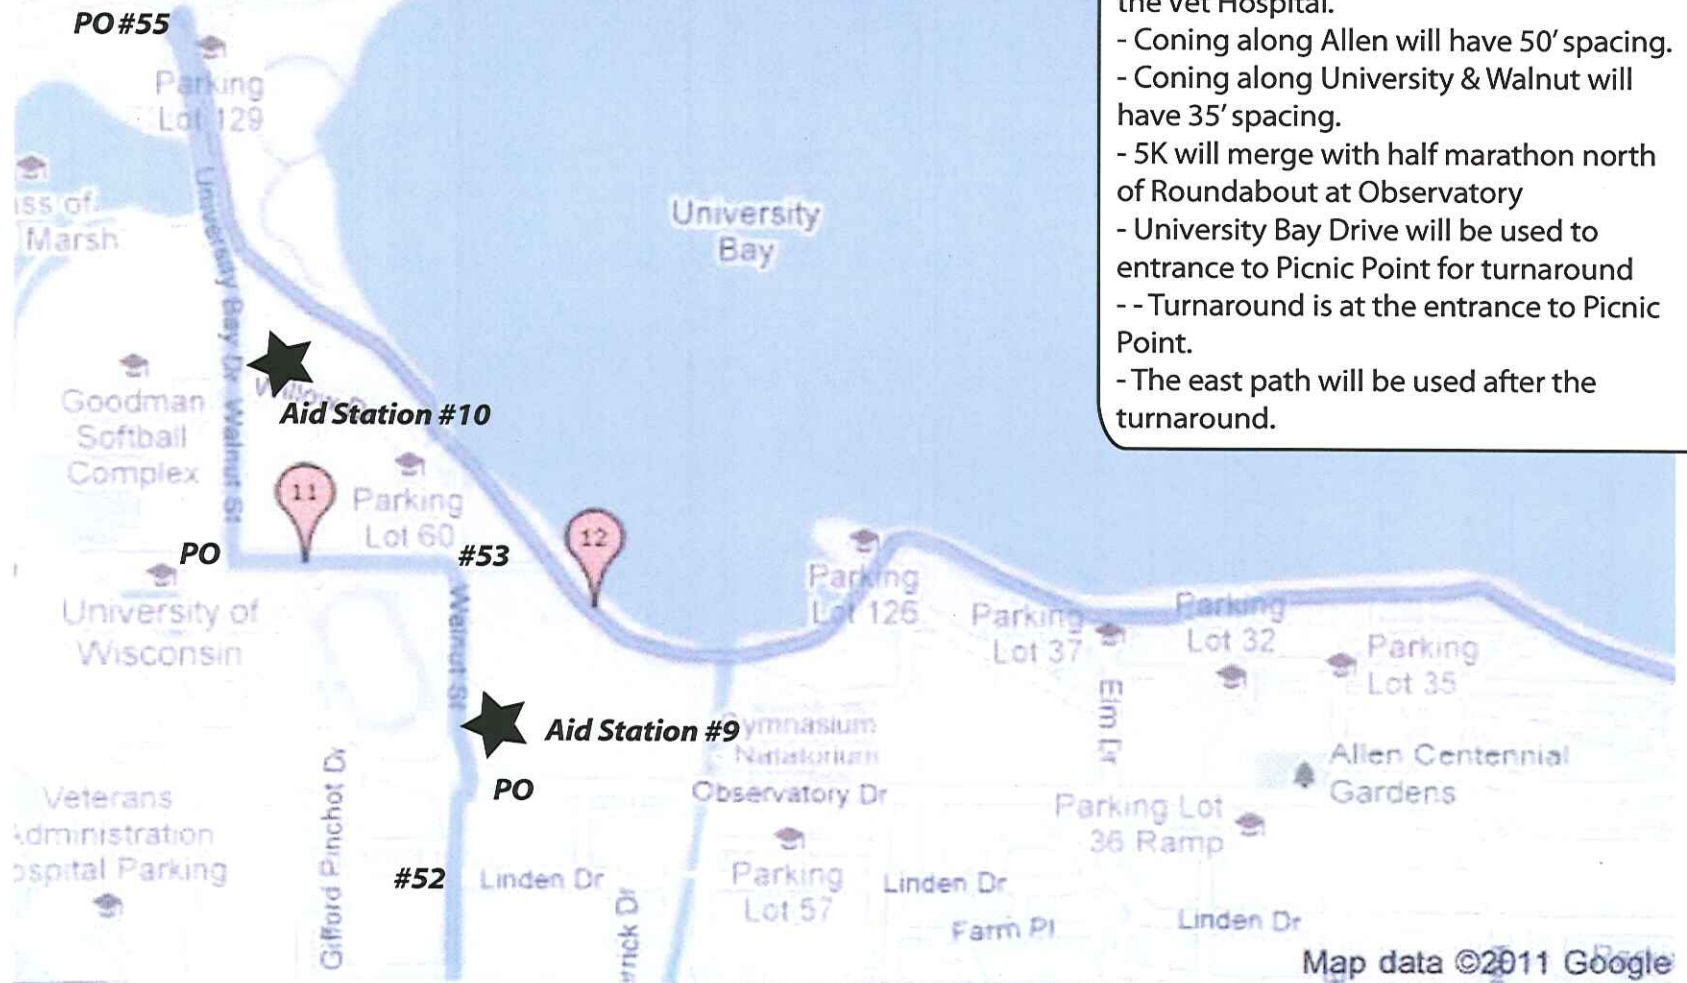 PO #55
Parking
Lot 129
the Vet Hospital.
- Coning along Allen will have 50' spacing.
- Coning along University & Walnut will
have 35' spacing.
- 5K will merge with half marathon north
of Roundabout at Observatory
- University Bay Drive will be used to
entrance to Picnic Point for turnaround
- - Turnaround is at the entrance to Picnic
Point.
- The east path will be used after the
turnaround.
Marsh
University Bay Dr
University
Bay
Goodman
Softball
Complex
Walnut St
Aid Station #10
11
Parking
Lot 60
12
PO
#53
University of
Wisconsin
Walnut St
Parking
Lot 126
Parking
Lot 37
Parking
Lot 32
Parking
Lot 35
Elm Dr
Aid Station #9
PO
Observatory Dr
Allen Centennial
Gardens
Veterans
Gifford Pinchot Dr
Parking Lot
36 Ramp
#52
Linden Dr
Parking
Lot 57
Linden Dr
Farm Pl
Linden Dr
Map data ©2011 Google